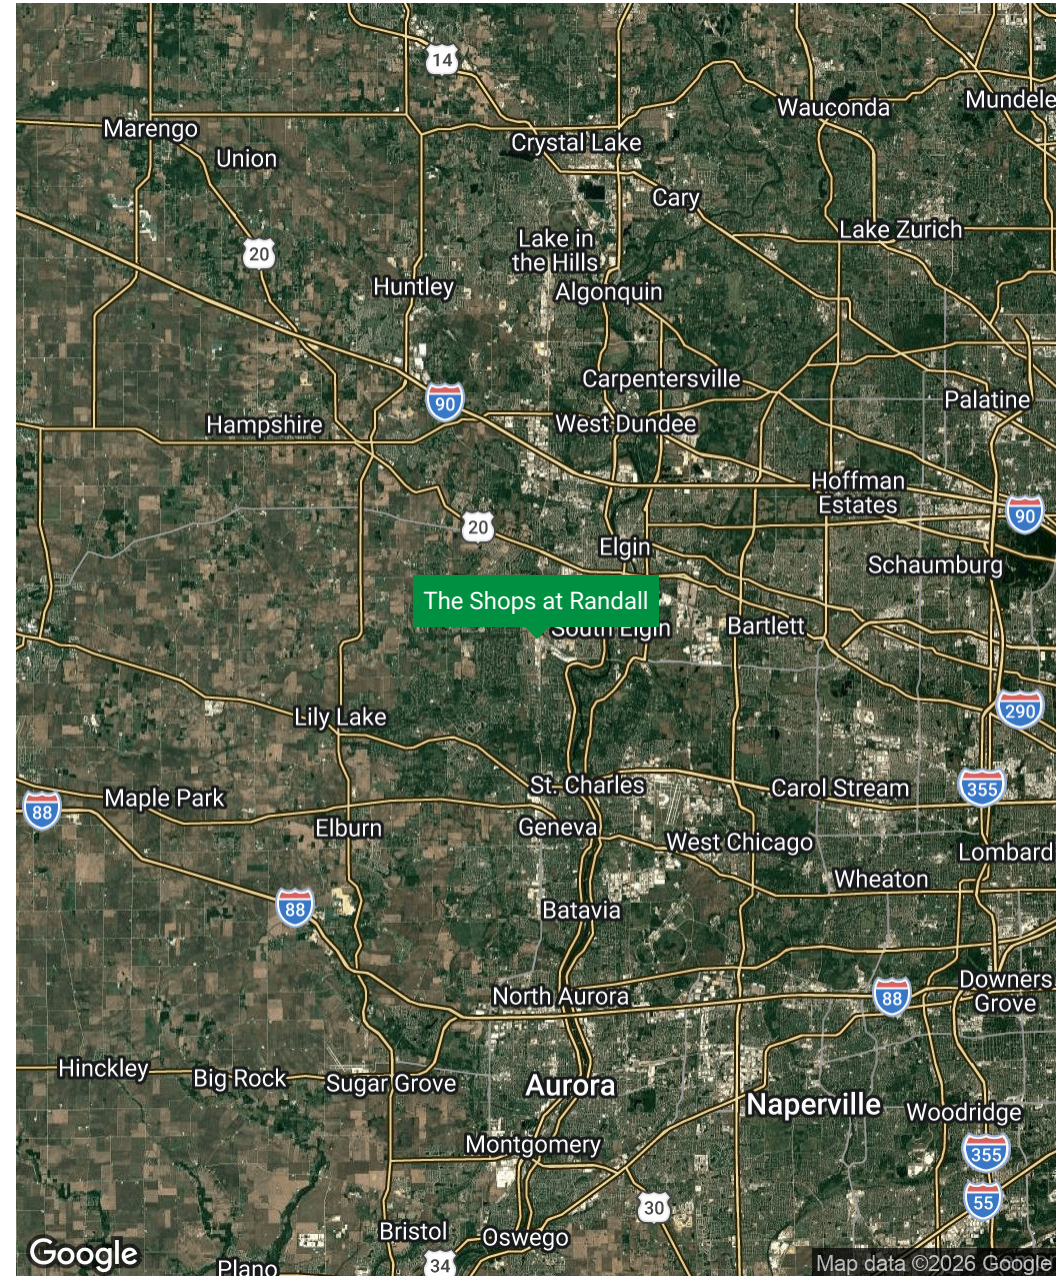 14
Wauconda
Mundele
Marengo
Crystal Lake
Union
Cary
Lake Zurich
20
Lake in
the Hills
Huntley
Algonquin
Carpentersville
90
Palatine
Hampshire
West Dundee
Hoffman
Estates
90
20
Elgin
Schaumburg
The Shops at Randall
South Elgin
Bartlett
290
Lily Lake
St. Charles
Carol Stream
355
Maple Park
88
Elburn
Geneva
West Chicago
Lombard
Wheaton
88
Batavia
Downers
Grove
North Aurora
88
Hinckley
Big Rock
Sugar Grove
Aurora
Naperville
Woodridge
Montgomery
355
55
30
Bristol
Oswego
Google
34
Plano
Map data ©2026 Google